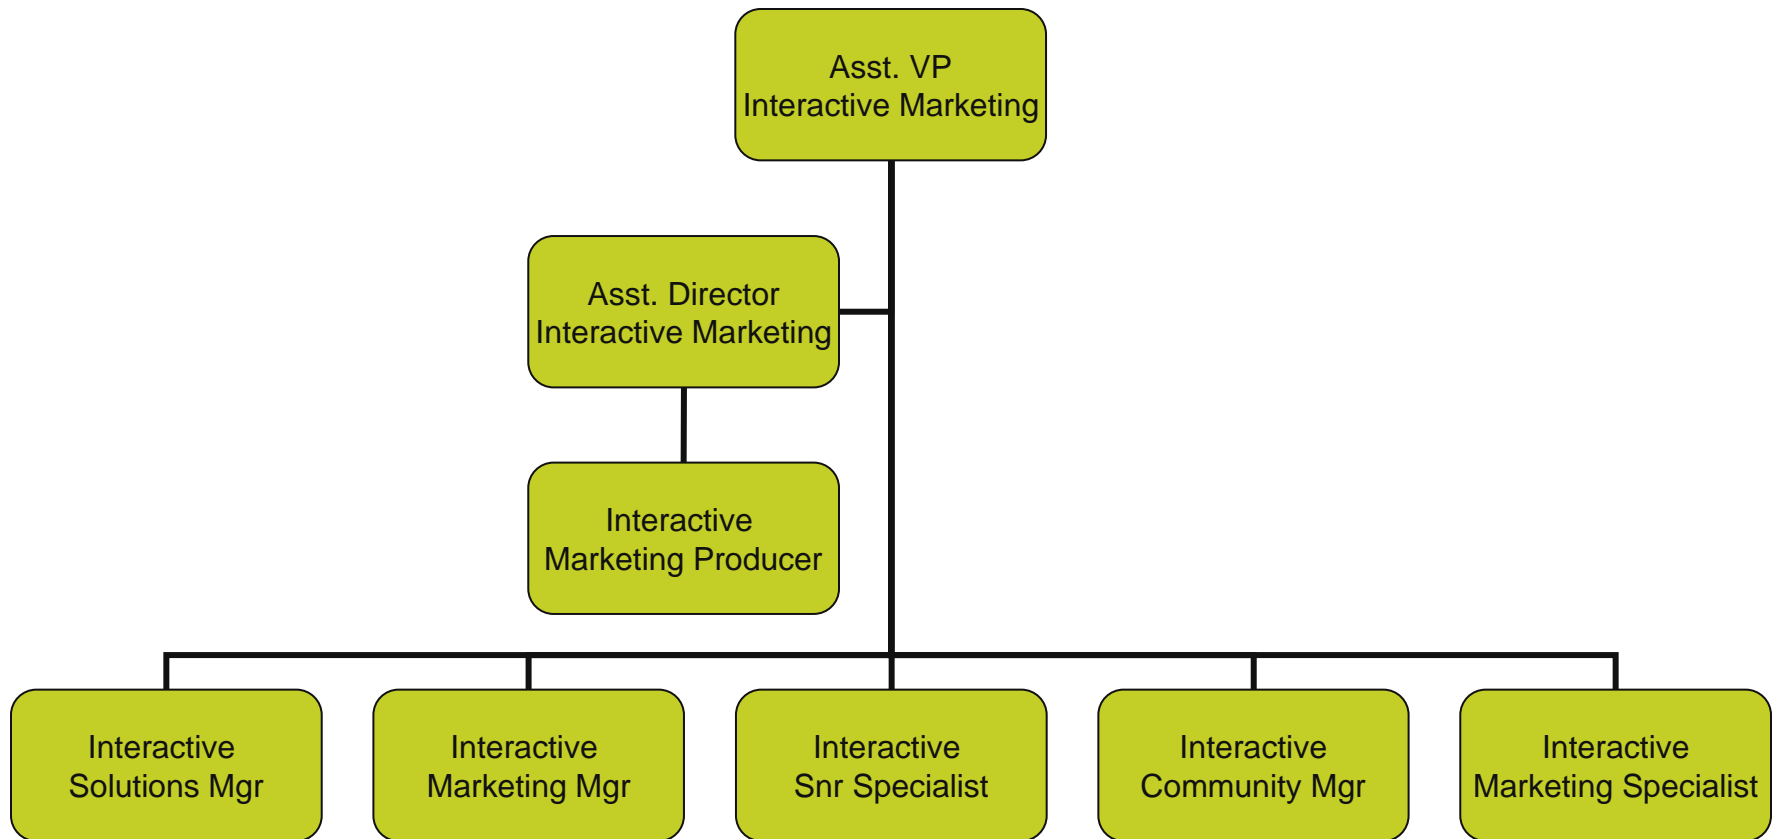 Asst. VP
Interactive Marketing
Asst. Director
Interactive Marketing
Interactive
Marketing Producer
Interactive
Solutions Mgr
Interactive
Marketing Mgr
Interactive
Snr Specialist
Interactive
Community Mgr
Interactive
Marketing Specialist